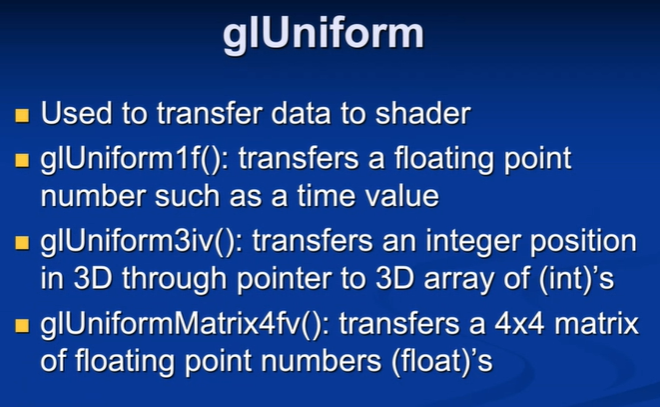 glUniform
Used to transfer data to shader
glUniform1f(): transfers a floating point
number such as a time value
glUniform3iv(): transfers an integer position
in 3D through pointer to 3D array of (int)'s
glUniformMatrix4fv(): transfers a 4x4 matrix
of floating point numbers (float)'s